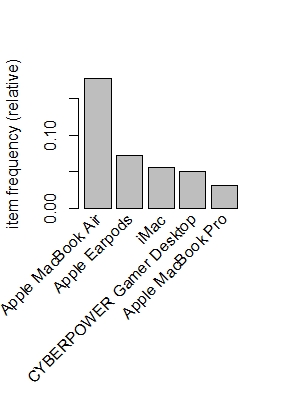 item frequency (relative)
0.10
0.00
Apple MacBook Air
Apple Earpods
iMac
CYBERPOWER Gamer Desktop
Apple MacBook Pro